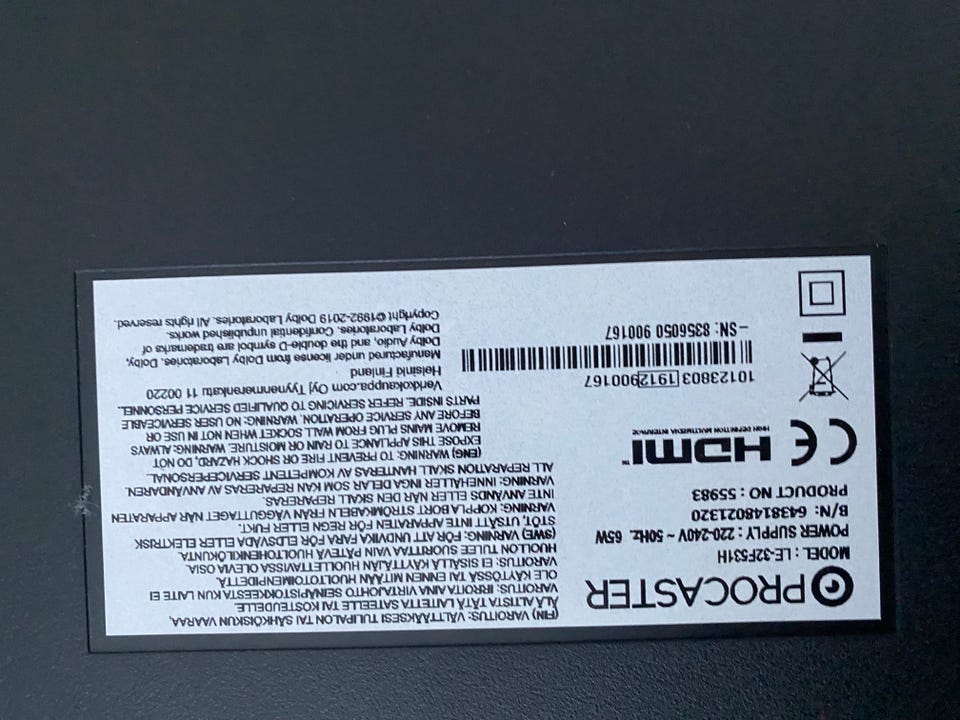 PROCASTER
MODEL : LE-32F531H
POWER SUPPLY : 220-240V ~ 50Hz, 65W
B/N: 6438148021320
PRODUCT NO : 55983
CE HDMI™
HIGH DEFINITION MULTIMEDIA INTERFACE
10123803 1912 900167
-SN: 8356050 900167
(FIN) VAROITUS: VÄLTTÄÄKSESI TULIPALON TAI SÄHKÖISKUN VAARAA,
ÄLÄ ALTISTA TÄTÄ LAITETTA SATEELLE TAI KOSTEUDELLE.
VAROITUS: IRROITA AINA VIRTAJOHTO SEINÄPISTOKKEESTA KUN LAITE EI
OLE KÄYTÖSSÄ TAI ENNEN MITÄÄN HUOLTOTOIMENPIDETTÄ.
VAROITUS: EI SISÄLLÄ KÄYTTÄJÄN HUOLLETTAVISSA OLEVIA OSIA
HUOLLON TULEE SUORITTAA VAIN PÄTEVÄ HUOLTOHENKILÖKUNTA.
(SWE) VARNING: FÖR ATT UNDVIKA FARA FÖR ELDSVÅDA ELLER ELEKTRISK
STÖT, UTSÄTT INTE APPARATEN FÖR REGN ELLER FUKT.
VARNING: KOPPLA BORT STRÖMKABELN FRÅN VÄGGUTTAGET NÄR APPARATEN
INTE ANVÄNDS ELLER NÄR DEN SKALL REPARERAS.
VARNING: INNEHÅLLER INGA DELAR SOM KAN REPARERAS AV ANVÄNDAREN.
ALL REPARATION SKALL HANTERAS AV KOMPETENT SERVICEPERSONAL.
(ENG) WARNING: TO PREVENT FIRE OR SHOCK HAZARD, DO NOT
EXPOSE THIS APPLIANCE TO RAIN OR MOISTURE. WARNING: ALWAYS
REMOVE MAINS PLUG FROM WALL SOCKET WHEN NOT IN USE OR
BEFORE ANY SERVICE OPERATION. WARNING: NO USER SERVICEABLE
PARTS INSIDE. REFER SERVICING TO QUALIFIED SERVICE PERSONNEL.
Verkkokauppa.com Oyj Tyynenmerenkatu 11 00220
Helsinki Finland
Manufactured under license from Dolby Laboratories. Dolby,
Dolby Audio, and the double-D symbol are trademarks of
Dolby Laboratories. Confidential unpublished works.
Copyright ©1992-2019 Dolby Laboratories. All rights reserved.